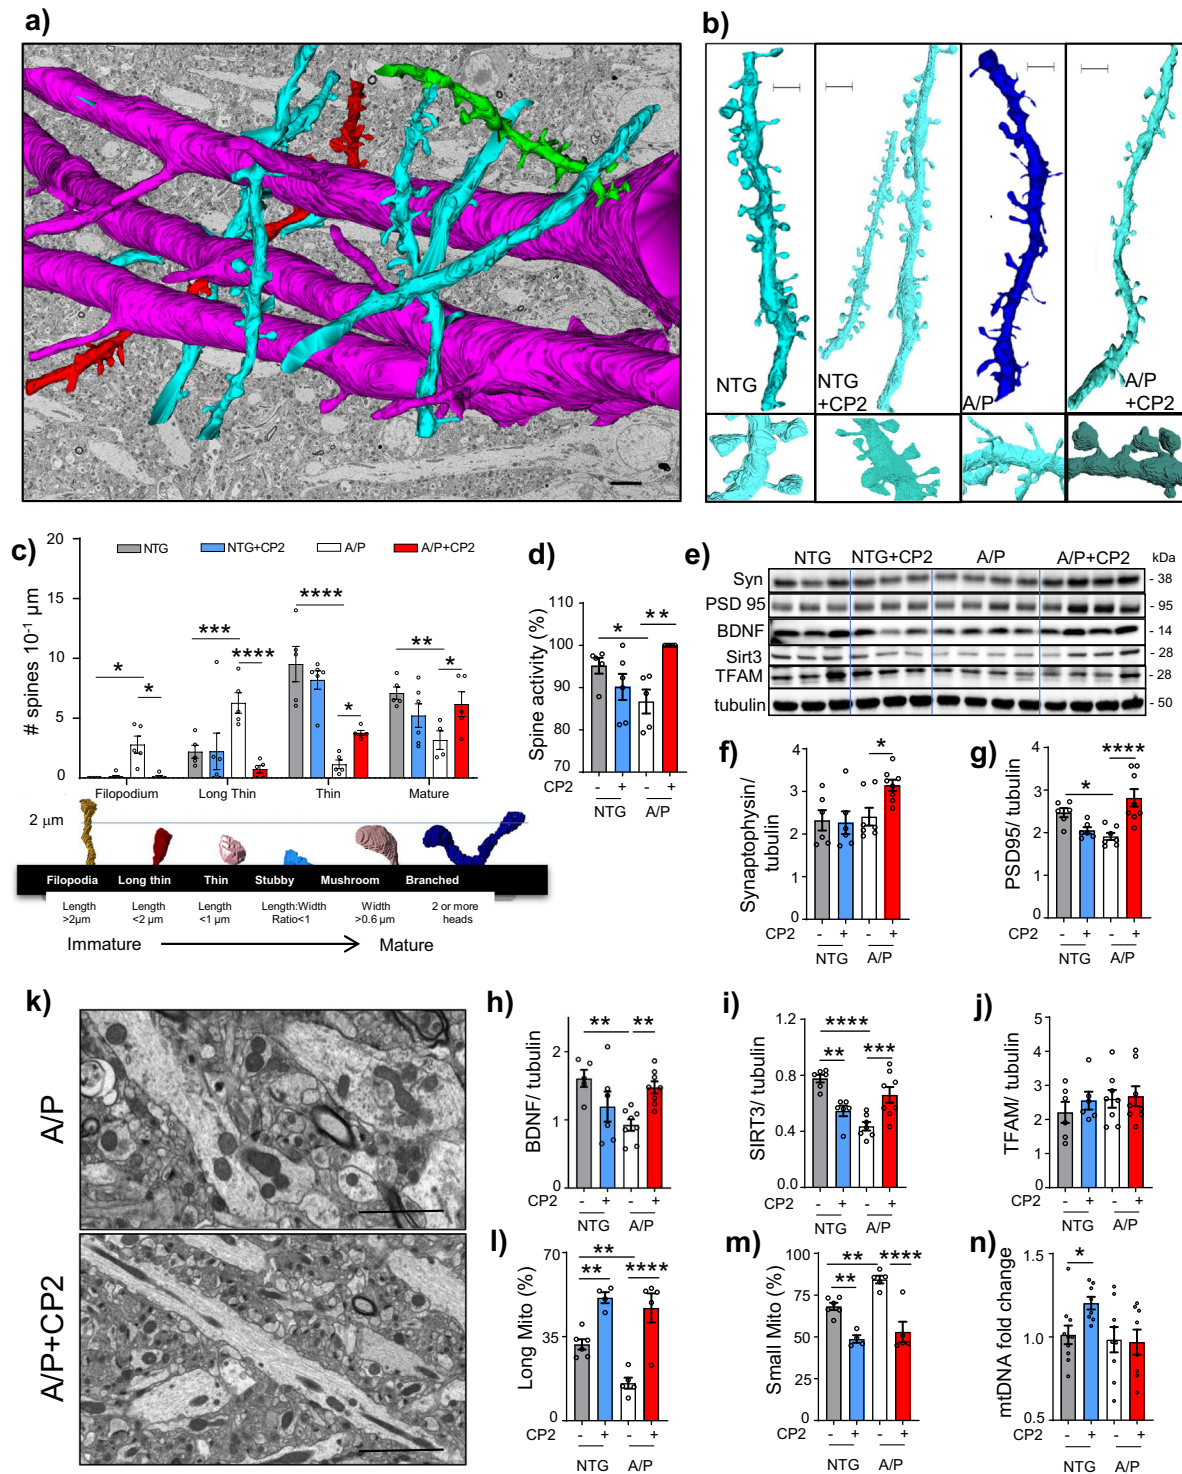 a)
b)
NTG
NTG
+CP2
A/P
A/P
+CP2
c)
NTG
NTG+CP2
A/P
A/P+CP2
# spines 10⁻¹ μm
20
15
10
5
0
****
***
****
*
*
*
**
*
Filopodium
Long Thin
Thin
Mature
2 μm
Filopodia
Long thin
Thin
Stubby
Mushroom
Branched
Length
>2μm
Length
<2 μm
Length
<1 μm
Length:Width
Ratio<1
Width
>0.6 μm
2 or more
heads
Immature
Mature
d)
Spine activity (%)
110
100
90
80
70
*
**
CP2
- + - +
NTG
A/P
e)
NTG
NTG+CP2
A/P
A/P+CP2
kDa
Syn
- 38
PSD 95
- 95
BDNF
- 14
Sirt3
- 28
TFAM
- 28
tubulin
- 50
f)
Synaptophysin/
tubulin
4
3
2
1
0
*
CP2
- + - +
NTG
A/P
g)
PSD95/ tubulin
4
3
2
1
0
*
****
CP2
- + - +
NTG
A/P
k)
A/P
A/P+CP2
h)
BDNF/ tubulin
2
1
0
**
**
CP2
- + - +
NTG
A/P
i)
SIRT3/ tubulin
1.2
0.8
0.4
0.0
****
**
***
CP2
- + - +
NTG
A/P
j)
TFAM/ tubulin
5
4
3
2
1
0
CP2
- + - +
NTG
A/P
l)
Long Mito (%)
70
35
0
**
**
****
CP2
- + - +
NTG
A/P
m)
Small Mito (%)
100
75
50
25
0
**
**
****
CP2
- + - +
NTG
A/P
n)
mtDNA fold change
1.5
1.0
0.5
*
CP2
- + - +
NTG
A/P